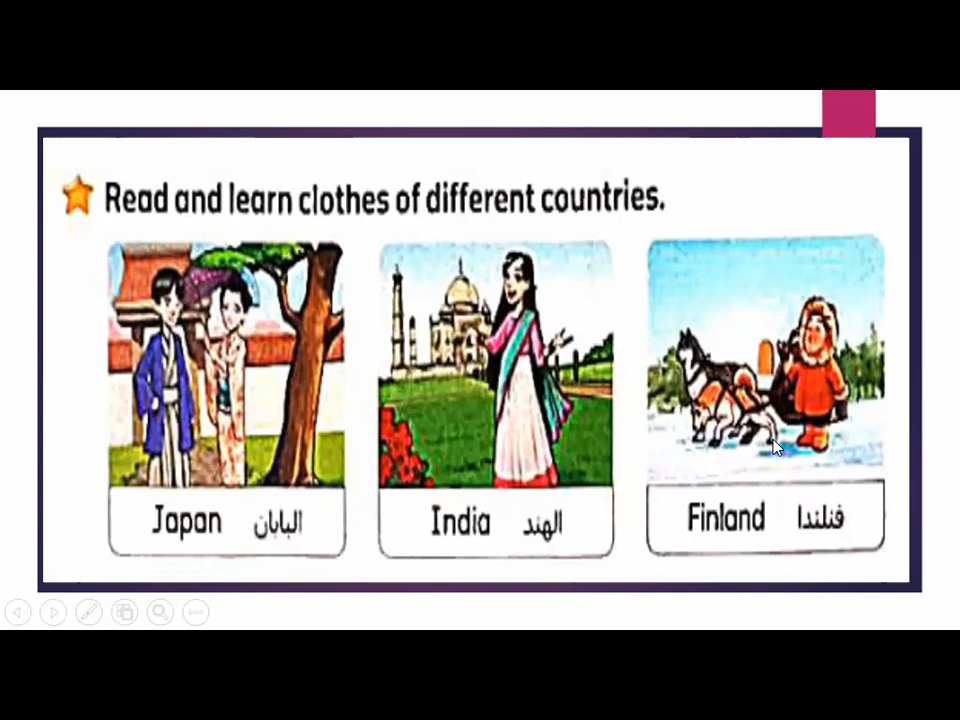 Read and learn clothes of different countries.
Japan اليابان
India الهند
Finland فنلندا